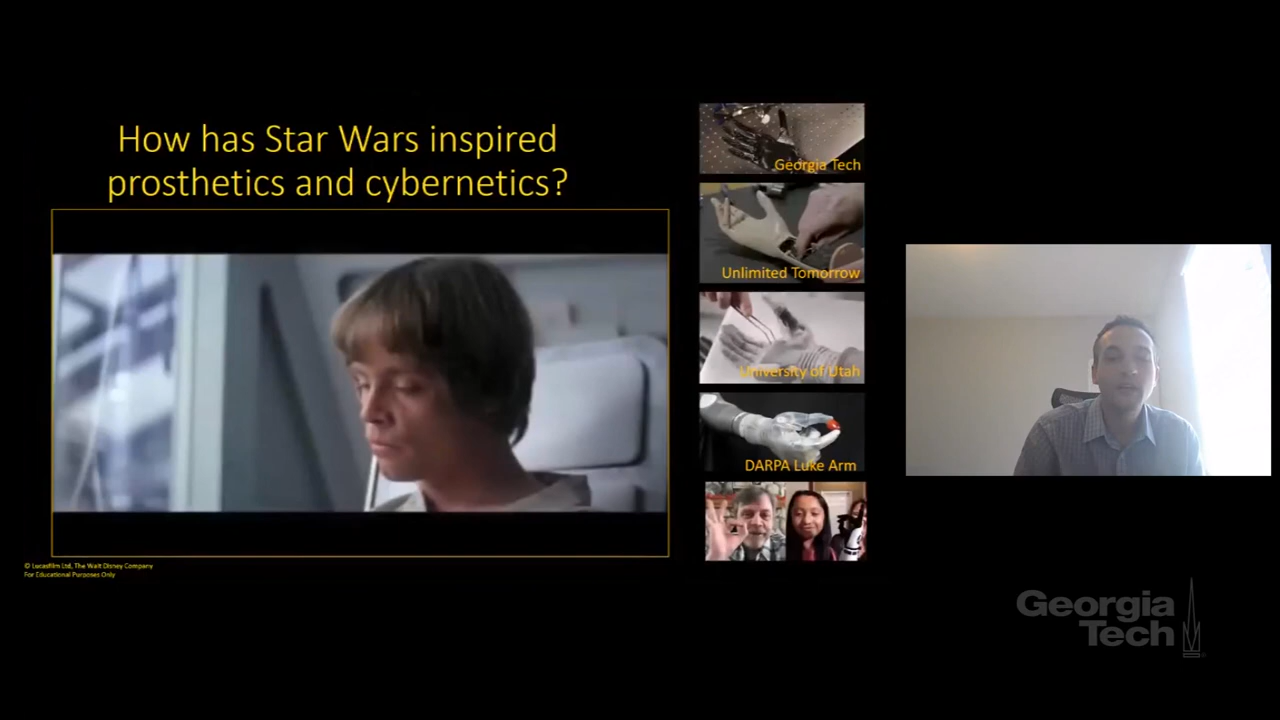 How has Star Wars inspired
prosthetics and cybernetics?
Georgia Tech
Unlimited Tomorrow
University of Utah
DARPA Luke Arm
© Lucasfilm Ltd, The Walt Disney Company
For Educational Purposes Only
Georgia
Tech